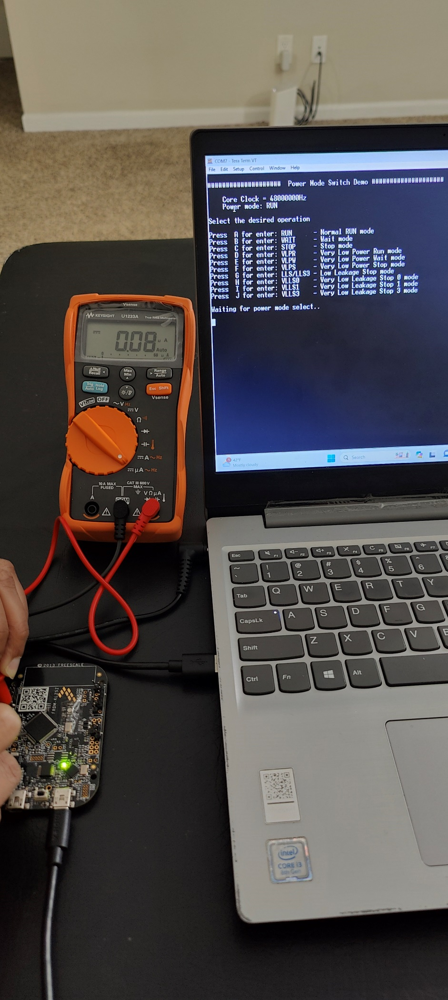 COM7 - Tera Term VT
File Edit Setup Control Window Help
#################### Power Mode Switch Demo ####################
Core Clock = 48000000Hz
Power mode: RUN
Select the desired operation
Press A for enter: RUN - Normal RUN mode
Press B for enter: WAIT - Wait mode
Press C for enter: STOP - Stop mode
Press D for enter: VLPR - Very Low Power Run mode
Press E for enter: VLPW - Very Low Power Wait mode
Press F for enter: VLPS - Very Low Power Stop mode
Press G for enter: LLS/LLS3 - Low Leakage Stop mode
Press H for enter: VLLS0 - Very Low Leakage Stop 0 mode
Press I for enter: VLLS1 - Very Low Leakage Stop 1 mode
Press J for enter: VLLS3 - Very Low Leakage Stop 3 mode
Waiting for power mode select..
1 42°F
Mostly cloudy
Search
Vsense
KEYSIGHT U1233A True RMS Multimeter
0.08 u A
Auto
0 60 u A
ΔNull Recall
Max Min
Range Auto
Trig Hold
Auto Log
Esc Shift
Vsense
VZLOW OFF ~V Hz
V
Ω
A ~ Hz
μA ~ Hz
10A MAX FUSED
CAT III 600V MAX
A COM V Ω μA
Esc F1 F2 F3 F4 F5 F6 F7
~ ` ! 1 @ 2 # 3 $ 4 % 5 ^ 6
Tab Q W E R T Y
CapsLk A S D F G
Shift Z X C V B
Ctrl Fn Alt
© 2013 FREESCALE
FRDM-KL25Z
intel
CORE i3
8th Gen